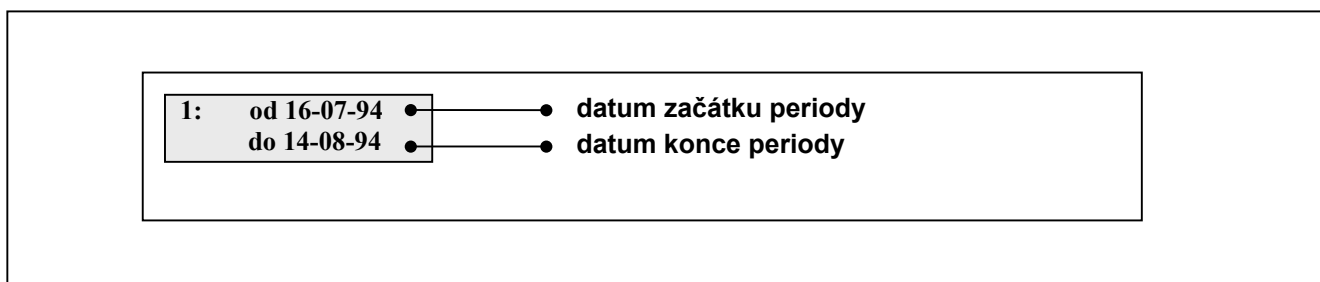 1: od 16-07-94 datum začátku periody
do 14-08-94 datum konce periody